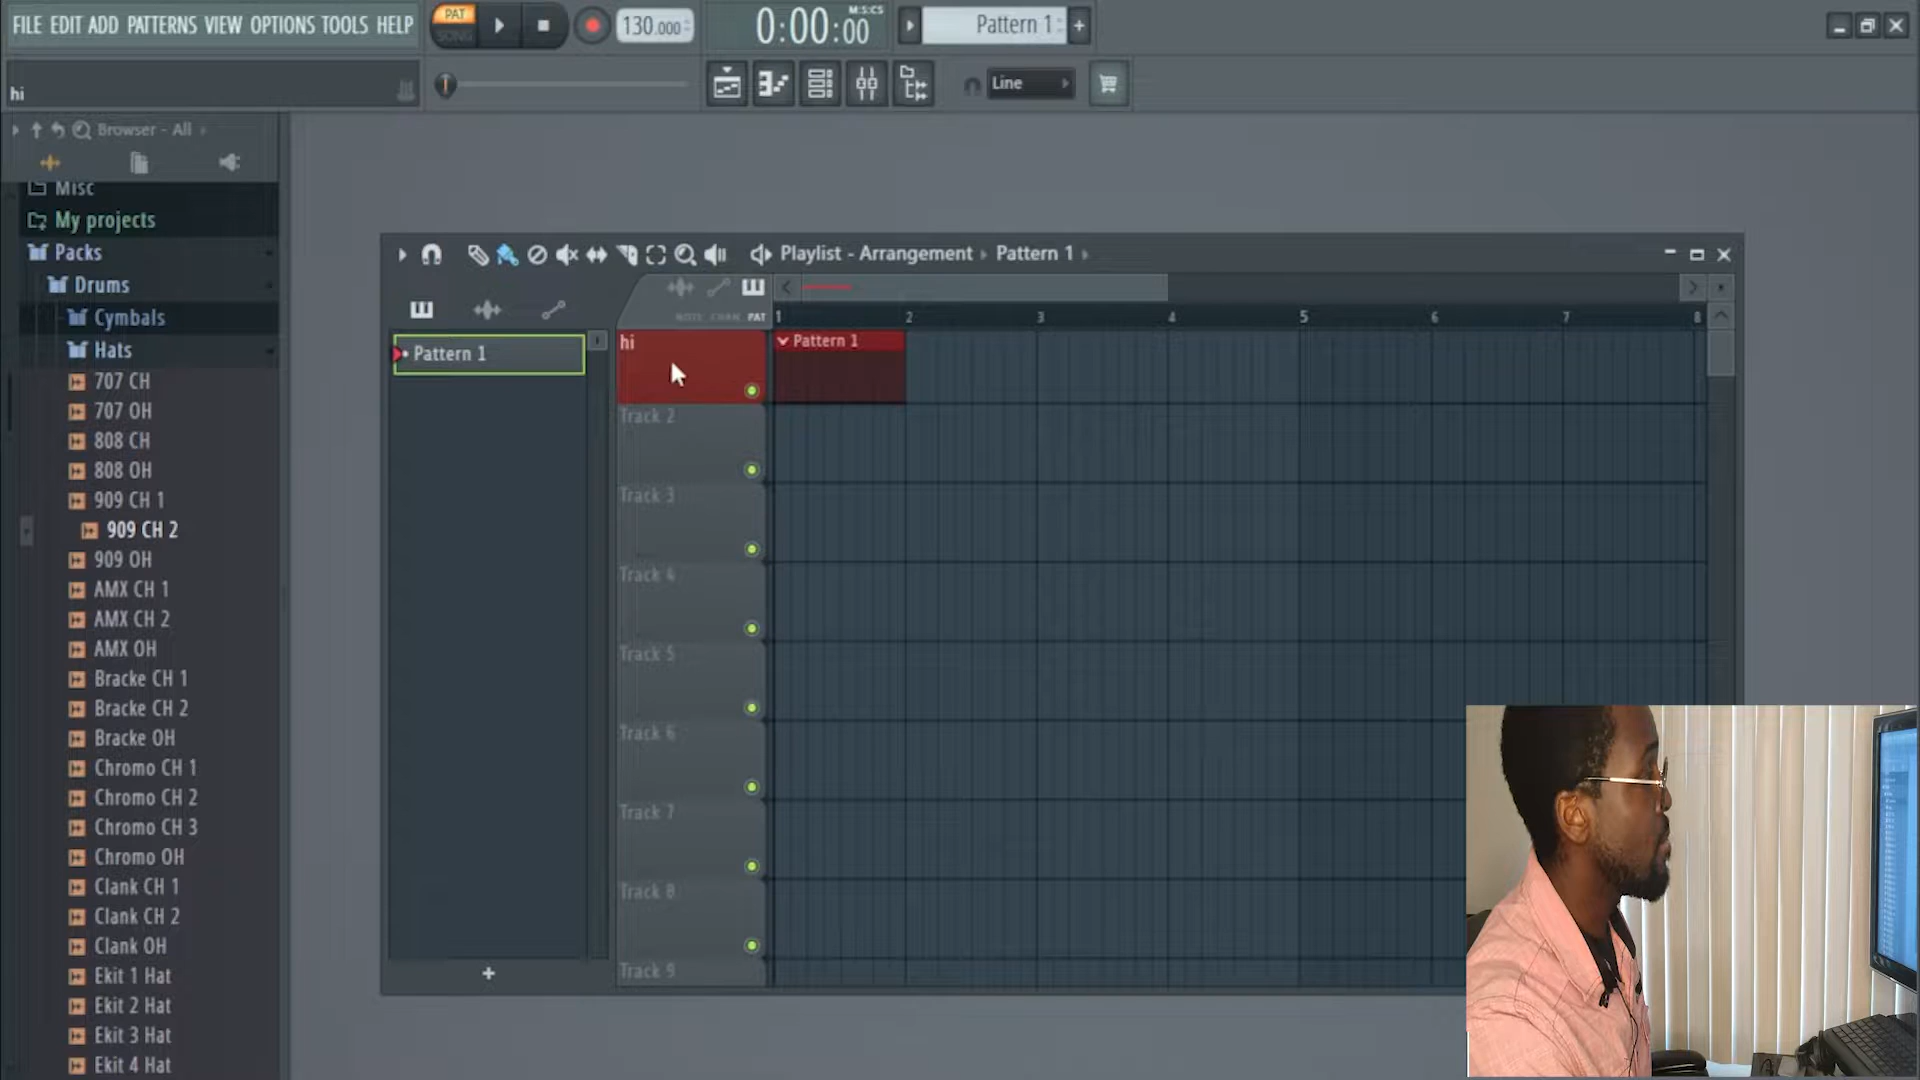 FILE EDIT ADD PATTERNS VIEW OPTIONS TOOLS HELP
PAT
SONG
130.000
0:00:00
M:S:CS
Pattern 1
+
hi
Line
Browser - All
Misc
My projects
Packs
Drums
Cymbals
Hats
707 CH
707 OH
808 CH
808 OH
909 CH 1
909 CH 2
909 OH
AMX CH 1
AMX CH 2
AMX OH
Bracke CH 1
Bracke CH 2
Bracke OH
Chromo CH 1
Chromo CH 2
Chromo CH 3
Chromo OH
Clank CH 1
Clank CH 2
Clank OH
Ekit 1 Hat
Ekit 2 Hat
Ekit 3 Hat
Ekit 4 Hat
Playlist - Arrangement Pattern 1
NOTE CHAN PAT
1 2 3 4 5 6 7 8
Pattern 1
+
hi
Pattern 1
Track 2
Track 3
Track 4
Track 5
Track 6
Track 7
Track 8
Track 9